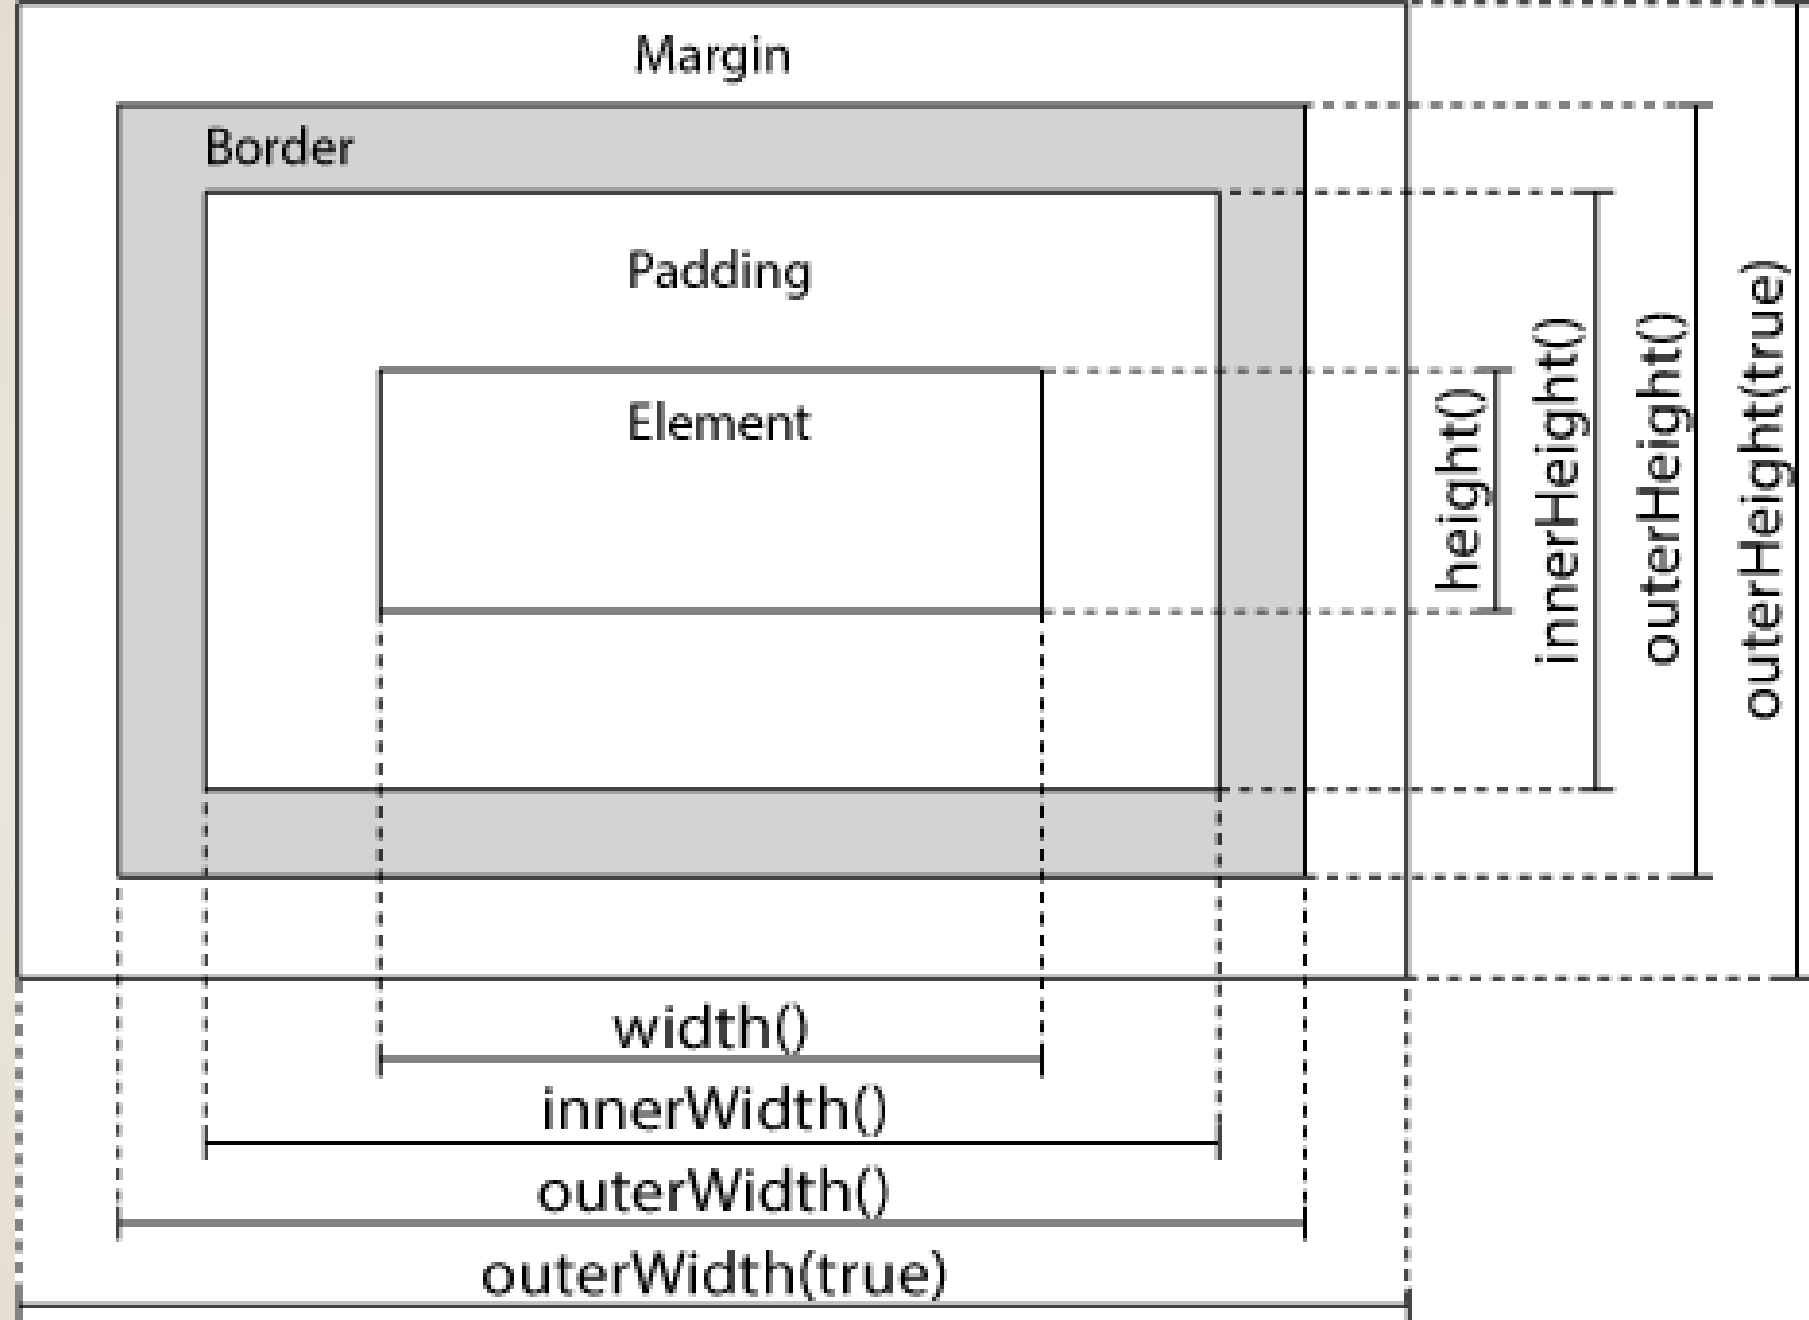 Margin
Border
Padding
Element
height()
innerHeight()
outerHeight()
outerHeight(true)
width()
innerWidth()
outerWidth()
outerWidth(true)